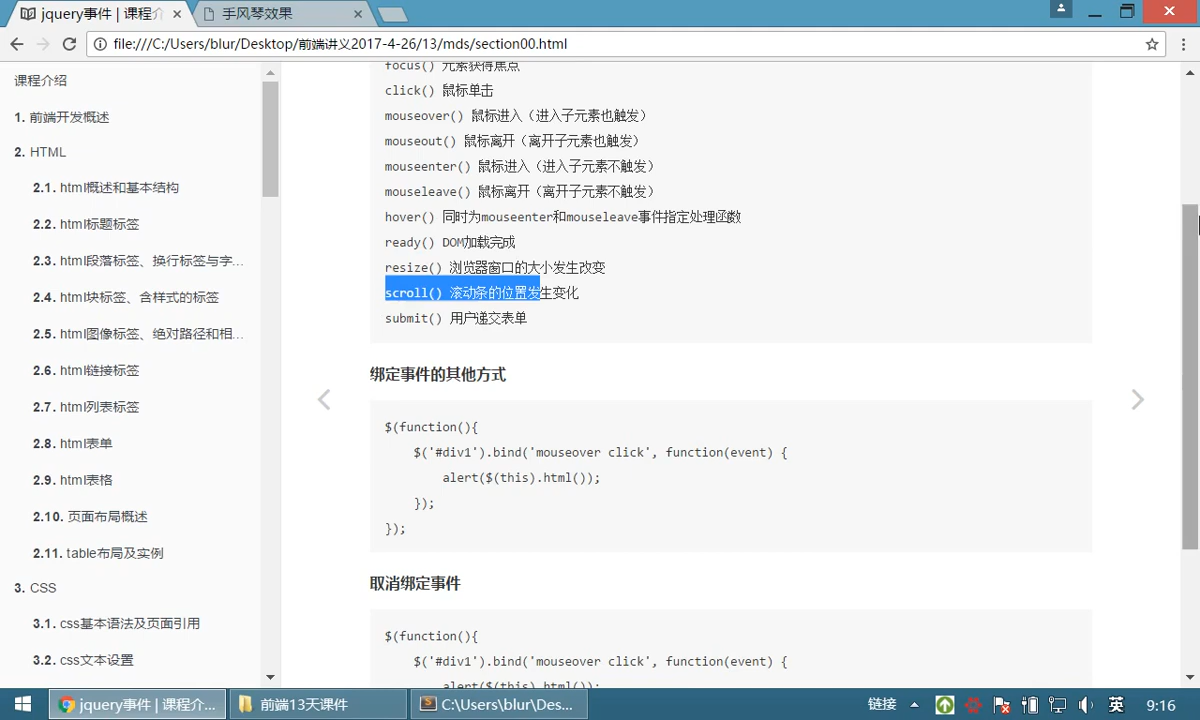 jquery事件 | 课程介
手风琴效果
file:///C:/Users/blur/Desktop/前端讲义2017-4-26/13/mds/section00.html
课程介绍
1. 前端开发概述
2. HTML
2.1. html概述和基本结构
2.2. html标题标签
2.3. html段落标签、换行标签与字...
2.4. html块标签、含样式的标签
2.5. html图像标签、绝对路径和相...
2.6. html链接标签
2.7. html列表标签
2.8. html表单
2.9. html表格
2.10. 页面布局概述
2.11. table布局及实例
3. CSS
3.1. css基本语法及页面引用
3.2. css文本设置
focus() 元素获得焦点
click() 鼠标单击
mouseover() 鼠标进入（进入子元素也触发）
mouseout() 鼠标离开（离开子元素也触发）
mouseenter() 鼠标进入（进入子元素不触发）
mouseleave() 鼠标离开（离开子元素不触发）
hover() 同时为mouseenter和mouseleave事件指定处理函数
ready() DOM加载完成
resize() 浏览器窗口的大小发生改变
scroll() 滚动条的位置发生变化
submit() 用户递交表单
绑定事件的其他方式
$(function(){
$('#div1').bind('mouseover click', function(event) {
alert($(this).html());
});
});
取消绑定事件
$(function(){
$('#div1').bind('mouseover click', function(event) {
alert($(this).html());
jquery事件 | 课程介...
前端13天课件
C:\Users\blur\Des...
链接
英
9:16